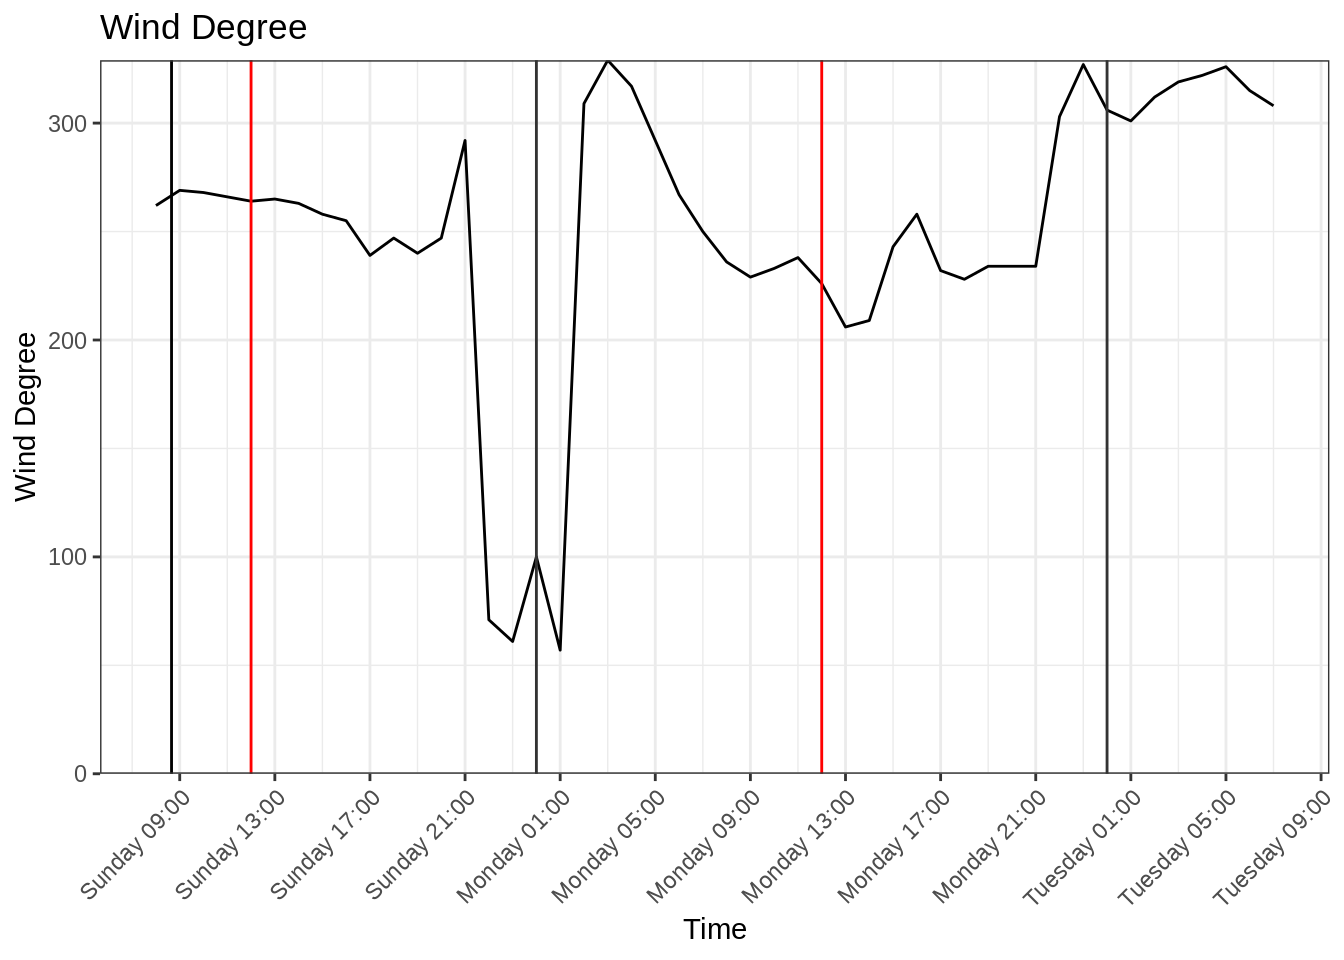 Wind Degree
Wind Degree
300
200
100
0
Sunday 09:00
Sunday 13:00
Sunday 17:00
Sunday 21:00
Monday 01:00
Monday 05:00
Monday 09:00
Monday 13:00
Monday 17:00
Monday 21:00
Tuesday 01:00
Tuesday 05:00
Tuesday 09:00
Time